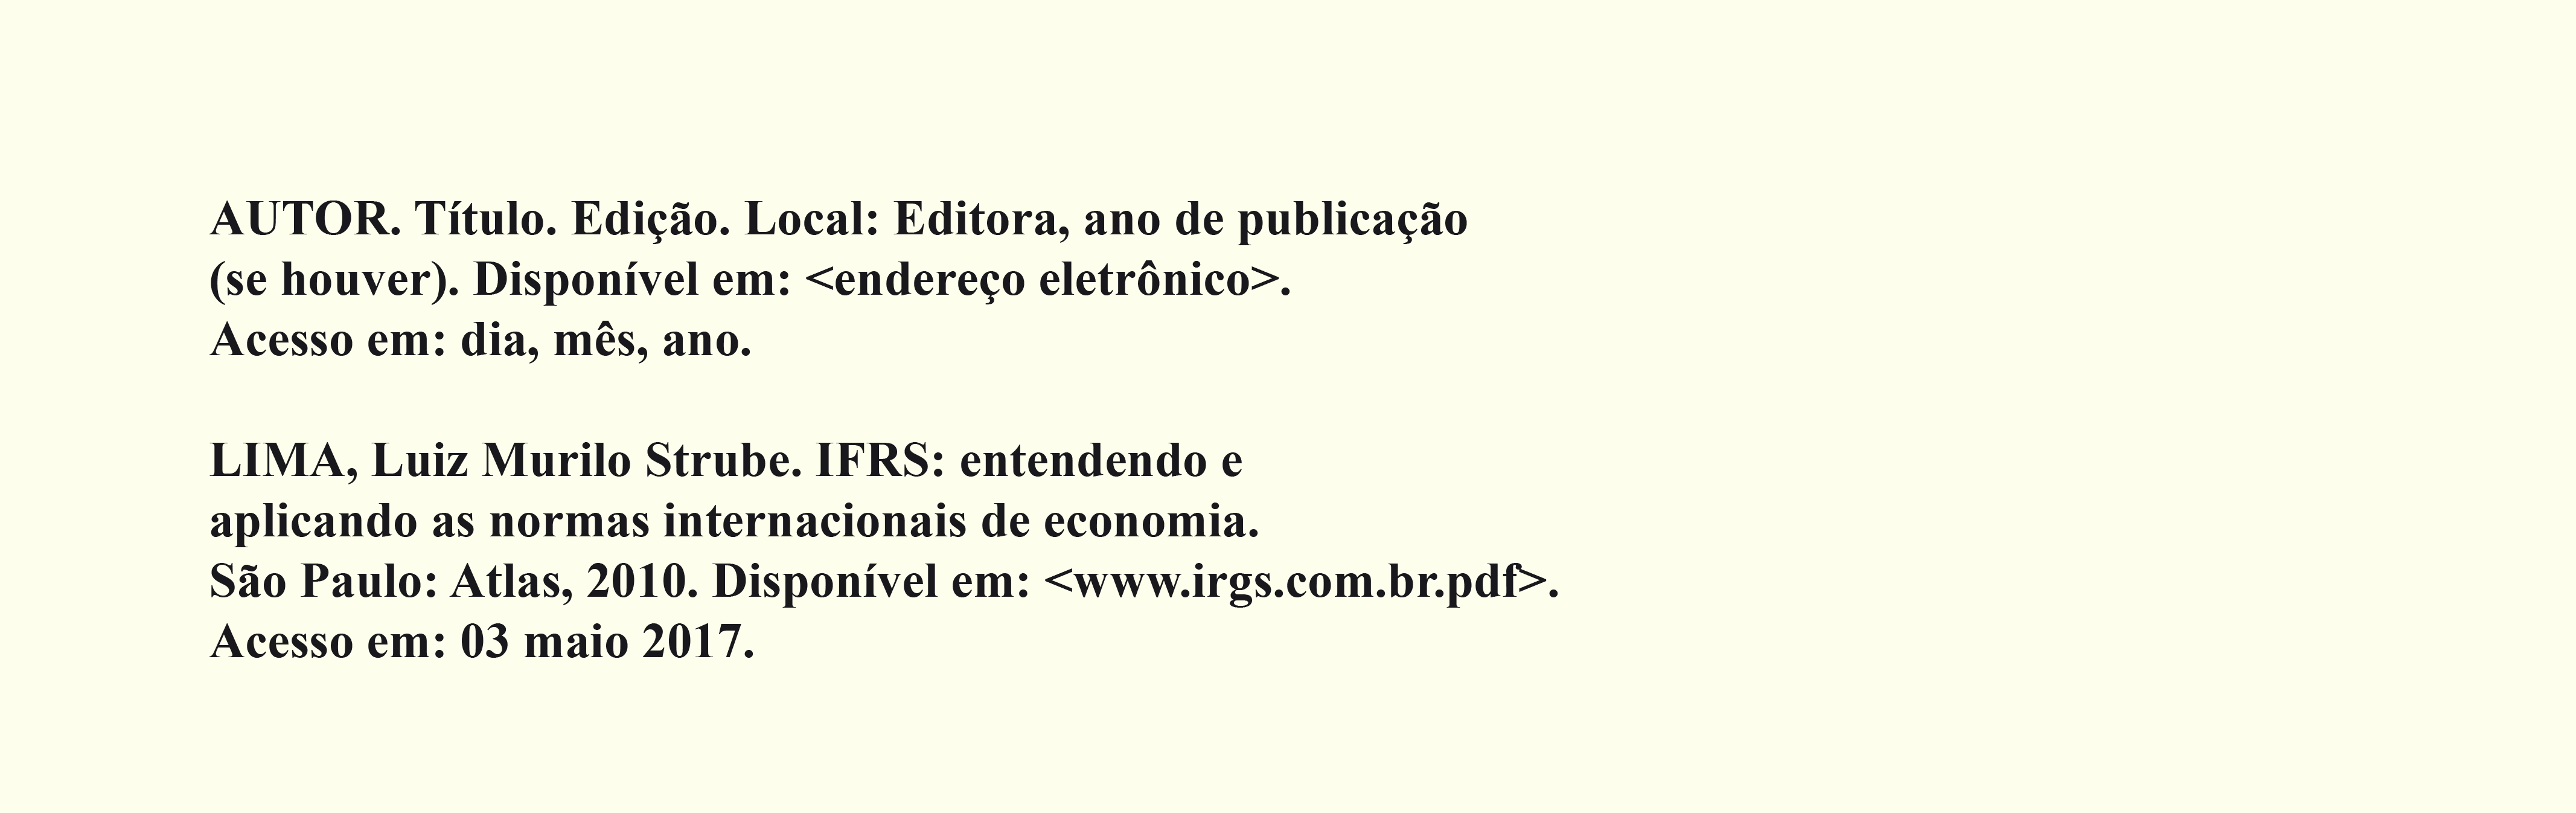 AUTOR. Título. Edição. Local: Editora, ano de publicação
(se houver). Disponível em: <endereço eletrônico>.
Acesso em: dia, mês, ano.
LIMA, Luiz Murilo Strube. IFRS: entendendo e
aplicando as normas internacionais de economia.
São Paulo: Atlas, 2010. Disponível em: <www.irgs.com.br.pdf>.
Acesso em: 03 maio 2017.